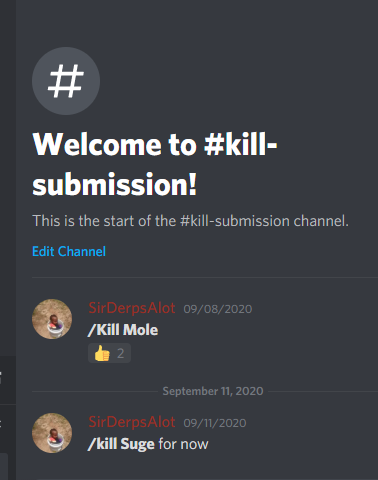 #
Welcome to #kill-
submission!
This is the start of the #kill-submission channel.
Edit Channel
SirDerpsAlot 09/08/2020
/Kill Mole
👍 2
September 11, 2020
SirDerpsAlot 09/11/2020
/kill Suge for now